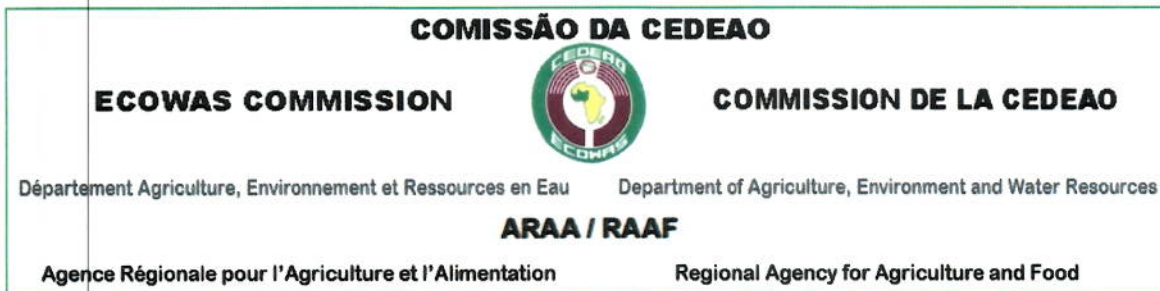 COMISSÃO DA CEDEAO
ECOWAS COMMISSION
CEDEAO
ECOWAS
COMMISSION DE LA CEDEAO
Département Agriculture, Environnement et Ressources en Eau
Department of Agriculture, Environment and Water Resources
ARAA / RAAF
Agence Régionale pour l'Agriculture et l'Alimentation
Regional Agency for Agriculture and Food